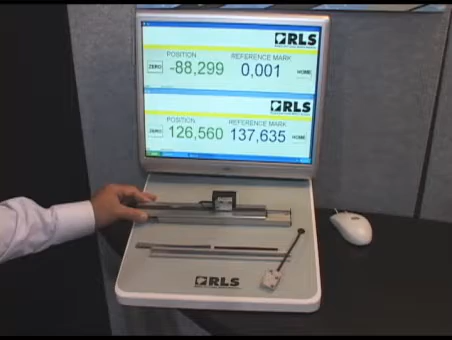 RLS
POSITION
REFERENCE MARK
ZERO
-88,299
0,001
HOME
RLS
POSITION
REFERENCE MARK
ZERO
126,560
137,635
HOME
RLS